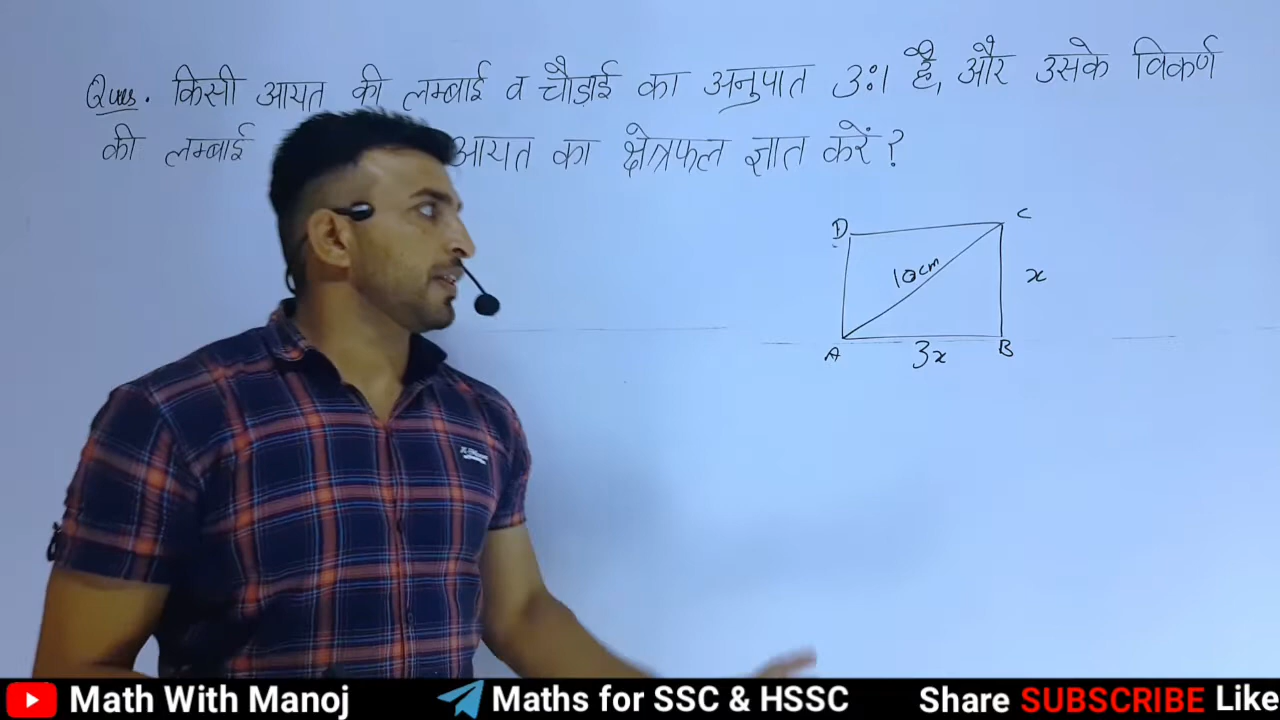 Ques. किसी आयत की लम्बाई व चौडाई का अनुपात 3:1 है, और उसके विकर्ण
की लम्बाई आयत का क्षेत्रफल ज्ञात करें ?
D
C
10cm
x
A
3x
B
Math With Manoj
Maths for SSC & HSSC
Share SUBSCRIBE Like